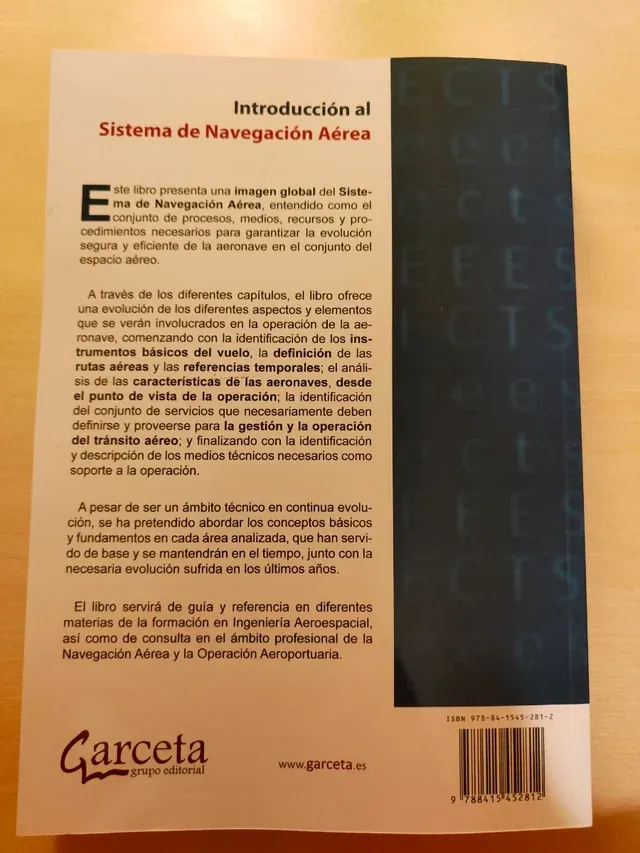 Introducción al
Sistema de Navegación Aérea
Este libro presenta una imagen global del Siste-
ma de Navegación Aérea, entendido como el
conjunto de procesos, medios, recursos y pro-
cedimientos necesarios para garantizar la evolución
segura y eficiente de la aeronave en el conjunto del
espacio aéreo.
A través de los diferentes capítulos, el libro ofrece
una evolución de los diferentes aspectos y elementos
que se verán involucrados en la operación de la ae-
ronave, comenzando con la identificación de los ins-
trumentos básicos del vuelo, la definición de las
rutas aéreas y las referencias temporales; el análi-
sis de las características de las aeronaves, desde
el punto de vista de la operación; la identificación
del conjunto de servicios que necesariamente deben
definirse y proveerse para la gestión y la operación
del tránsito aéreo; y finalizando con la identificación
y descripción de los medios técnicos necesarios como
soporte a la operación.
A pesar de ser un ámbito técnico en continua evolu-
ción, se ha pretendido abordar los conceptos básicos
y fundamentos en cada área analizada, que han servi-
do de base y se mantendrán en el tiempo, junto con la
necesaria evolución sufrida en los últimos años.
El libro servirá de guía y referencia en diferentes
materias de la formación en Ingeniería Aeroespacial,
así como de consulta en el ámbito profesional de la
Navegación Aérea y la Operación Aeroportuaria.
Garceta
grupo editorial
www.garceta.es
ISBN 978-84-1545-281-2
9 788415 452812